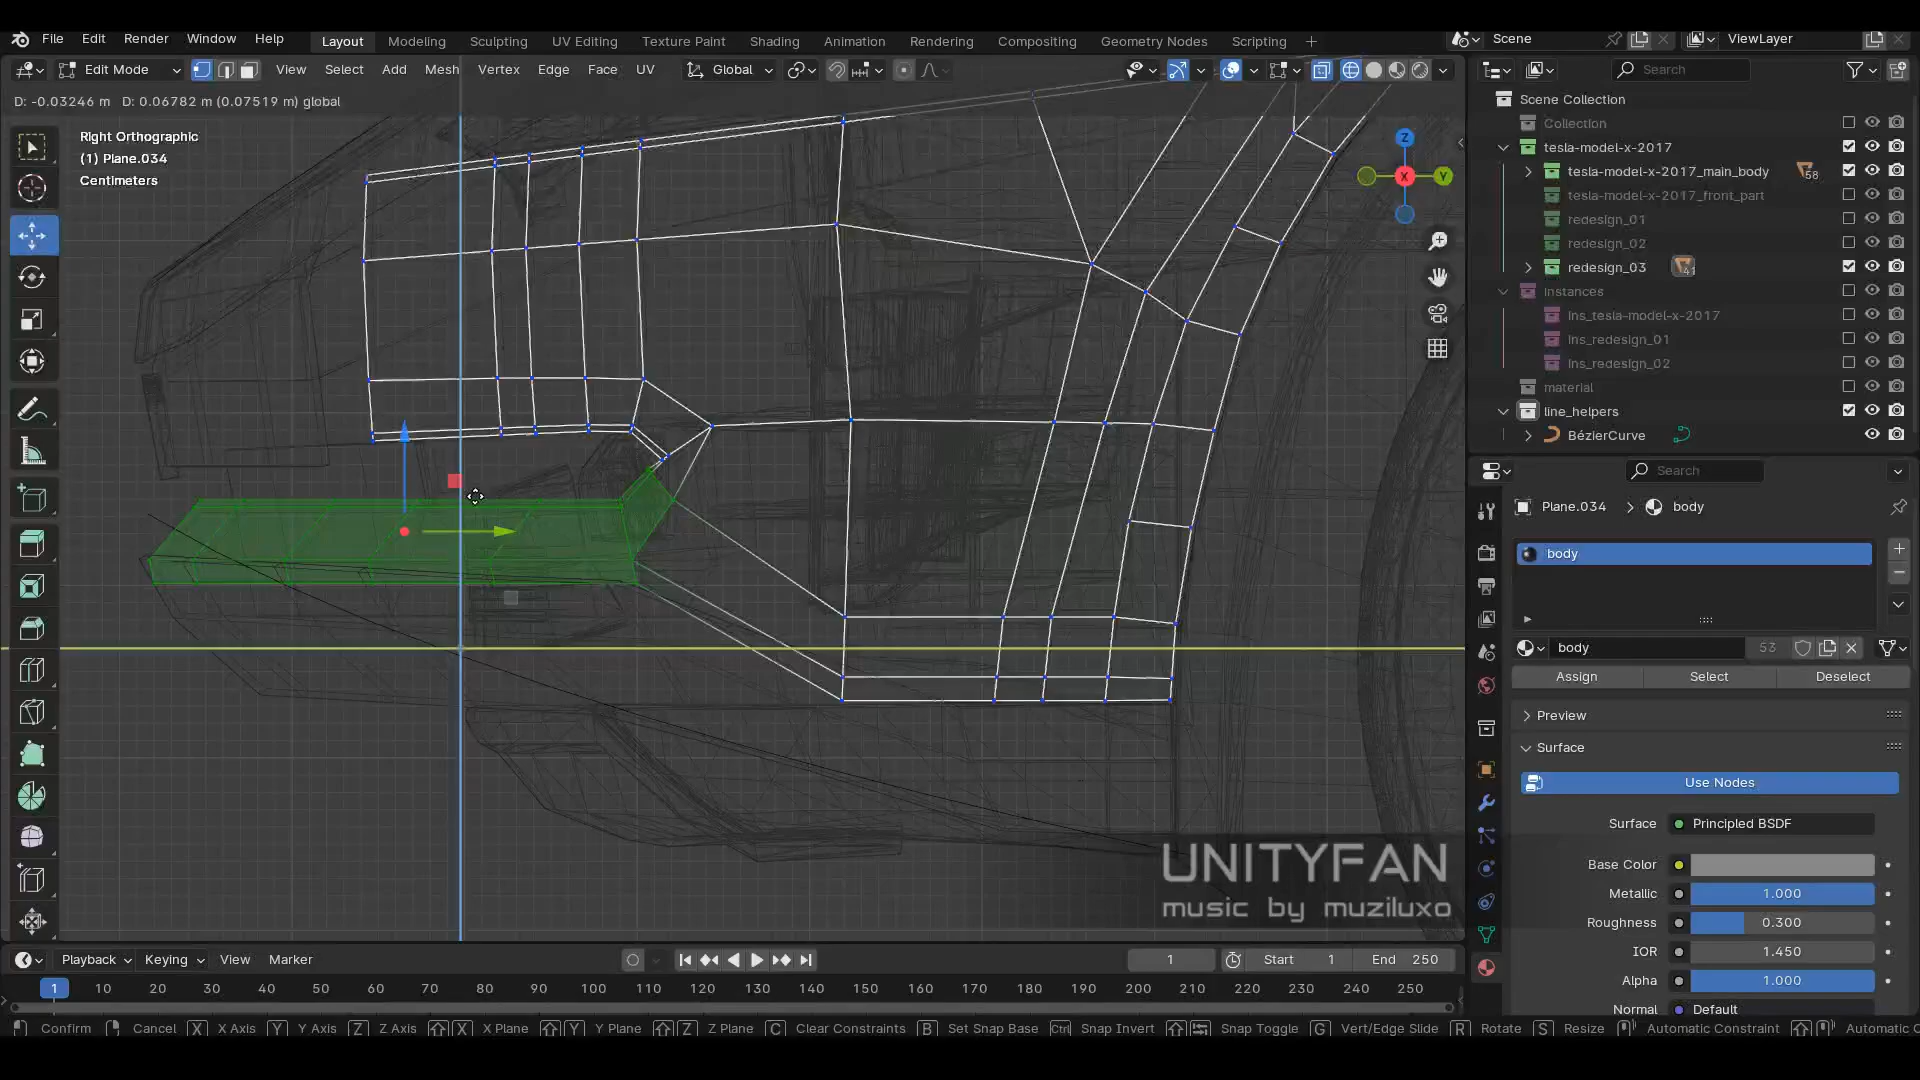 File Edit Render Window Help Layout Modeling Sculpting UV Editing Texture Paint Shading Animation Rendering Compositing Geometry Nodes Scripting + Scene ViewLayer
Edit Mode View Select Add Mesh Vertex Edge Face UV Global Search
D: -0.03246 m D: 0.06782 m (0.07519 m) global
Right Orthographic
(1) Plane.034
Centimeters
Z
X
Y
Scene Collection
Collection
tesla-model-x-2017
tesla-model-x-2017_main_body 58
tesla-model-x-2017_front_part
redesign_01
redesign_02
redesign_03 41
instances
ins_tesla-model-x-2017
ins_redesign_01
ins_redesign_02
material
line_helpers
BézierCurve
Search
Plane.034 > body
body
body 53
Assign Select Deselect
Preview
Surface
Use Nodes
Surface Principled BSDF
Base Color
Metallic 1.000
Roughness 0.300
IOR 1.450
Alpha 1.000
Normal Default
UNITYFAN
music by muziluxo
Playback Keying View Marker 1 Start 1 End 250
1 10 20 30 40 50 60 70 80 90 100 110 120 130 140 150 160 170 180 190 200 210 220 230 240 250
Confirm Cancel X X Axis Y Y Axis Z Z Axis X X Plane Y Y Plane Z Z Plane C Clear Constraints B Set Snap Base Ctrl Snap Invert Snap Toggle G Vert/Edge Slide R Rotate S Resize Automatic Constraint Automatic C